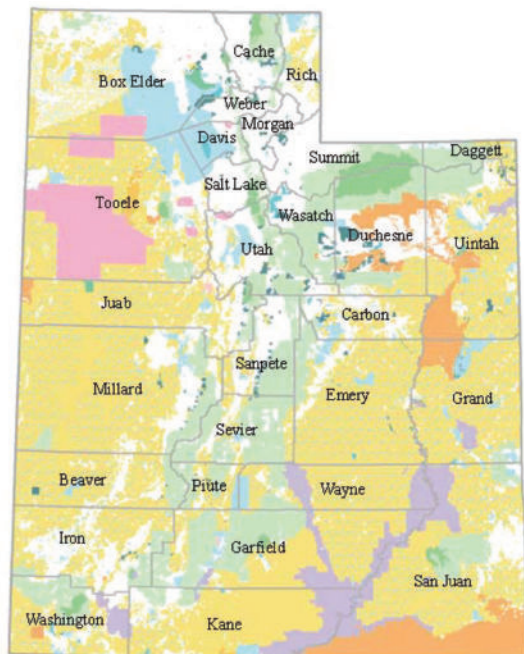 Cache
Box Elder
Rich
Weber
Morgan
Davis
Summit
Daggett
Salt Lake
Tooele
Wasatch
Duchesne
Uintah
Utah
Juab
Carbon
Sanpete
Millard
Emery
Grand
Sevier
Beaver
Piute
Wayne
Iron
Garfield
San Juan
Washington
Kane